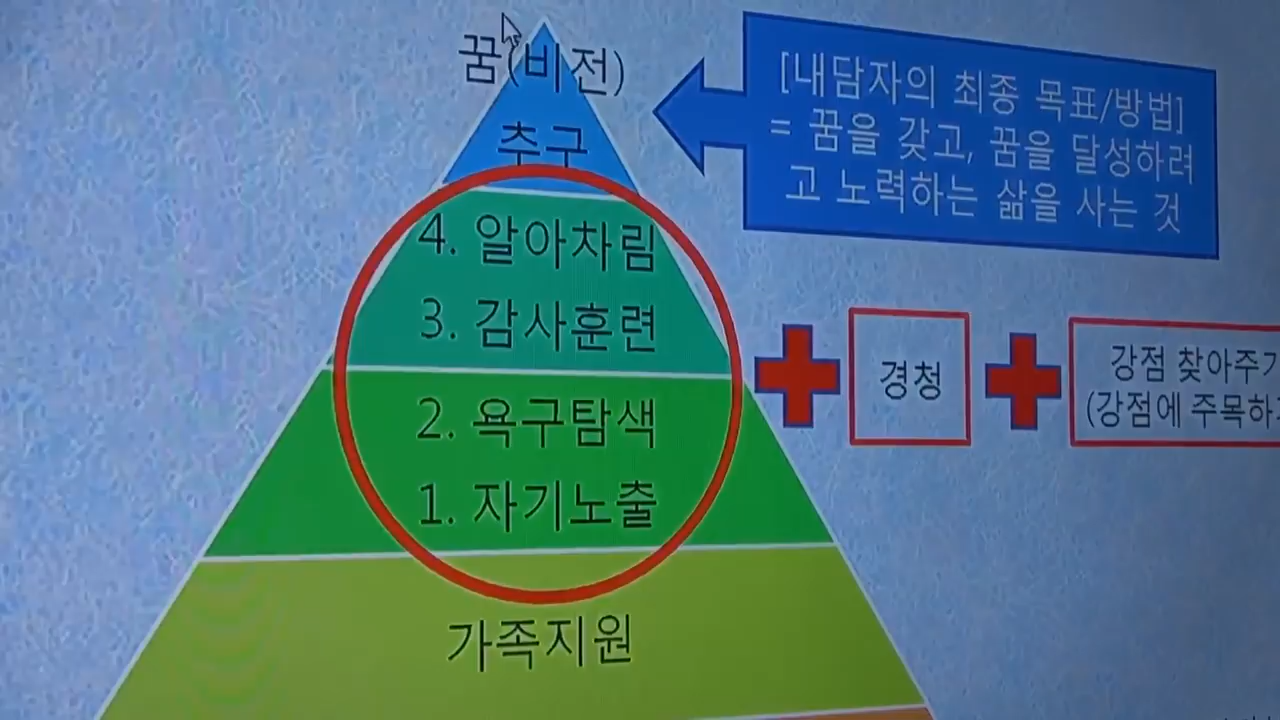 꿈(비전)
추구
[내담자의 최종 목표/방법]
= 꿈을 갖고, 꿈을 달성하려
고 노력하는 삶을 사는 것
4. 알아차림
3. 감사훈련
2. 욕구탐색
1. 자기노출
경청
강점 찾아주기
(강점에 주목하
가족지원